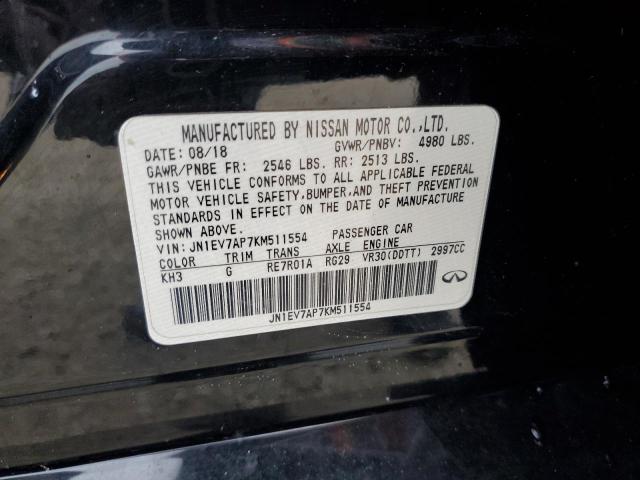 MANUFACTURED BY NISSAN MOTOR CO.,LTD.
DATE: 08/18 GVWR/PNBV: 4980 LBS.
GAWR/PNBE FR: 2546 LBS. RR: 2513 LBS.
THIS VEHICLE CONFORMS TO ALL APPLICABLE FEDERAL
MOTOR VEHICLE SAFETY,BUMPER,AND THEFT PREVENTION
STANDARDS IN EFFECT ON THE DATE OF MANUFACTURE
SHOWN ABOVE.
VIN: JN1EV7AP7KM511554 PASSENGER CAR
COLOR TRIM TRANS AXLE ENGINE
KH3 G RE7R01A RG29 VR30(DDTT) 2997CC
JN1EV7AP7KM511554